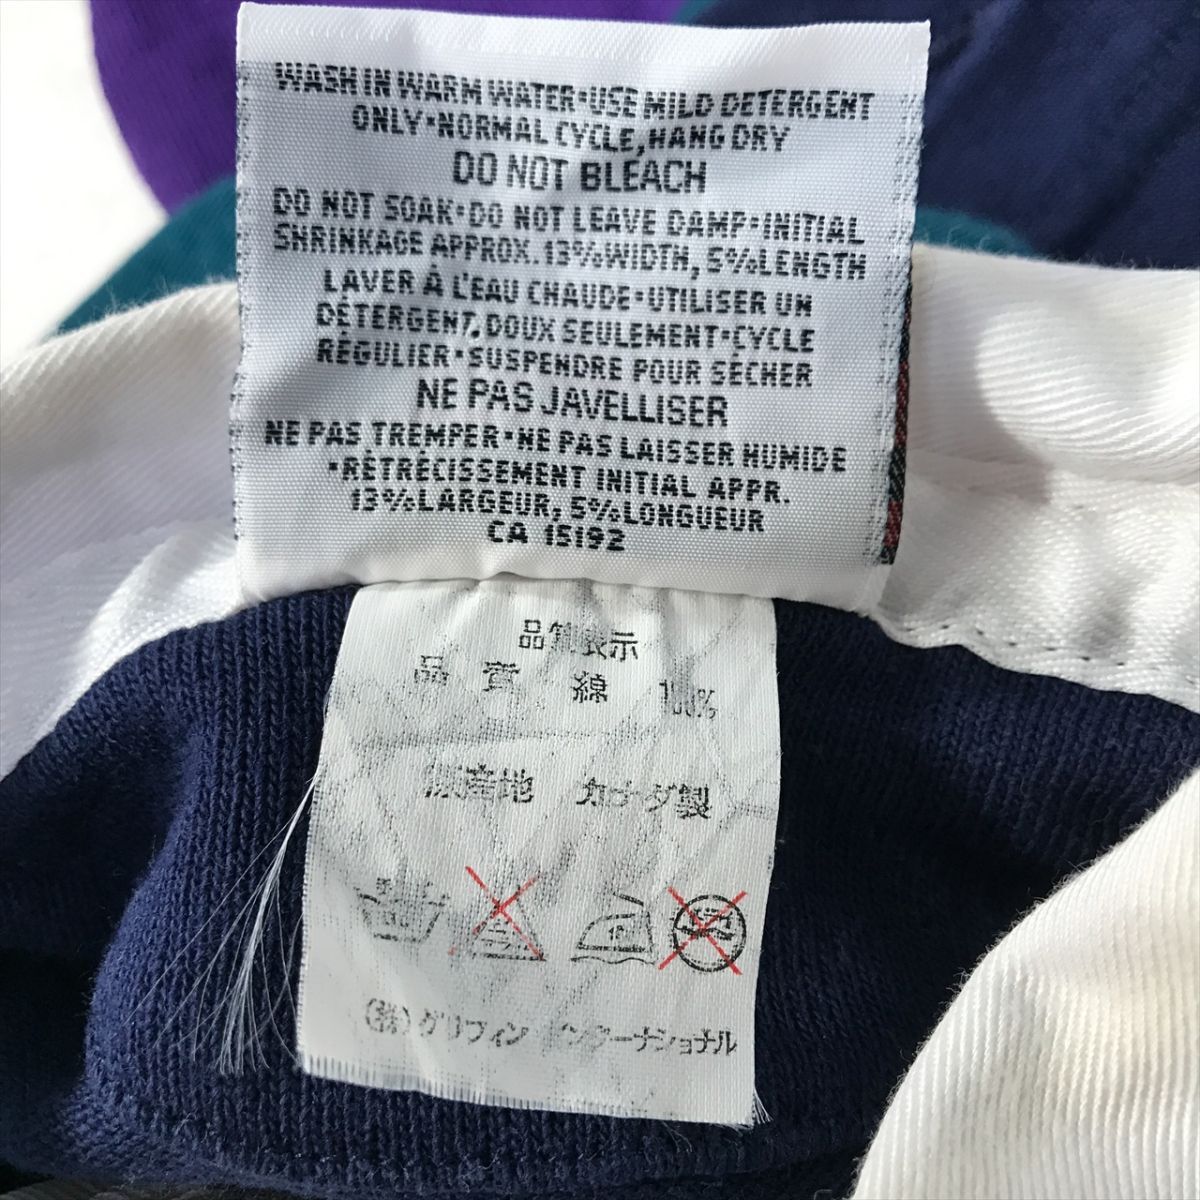 WASH IN WARM WATER•USE MILD DETERGENT
ONLY•NORMAL CYCLE, HANG DRY
DO NOT BLEACH
DO NOT SOAK•DO NOT LEAVE DAMP•INITIAL
SHRINKAGE APPROX. 13%WIDTH, 5%LENGTH
LAVER À L'EAU CHAUDE•UTILISER UN
DÉTERGENT, DOUX SEULEMENT•CYCLE
RÉGULIER•SUSPENDRE POUR SÉCHER
NE PAS JAVELLISER
NE PAS TREMPER•NE PAS LAISSER HUMIDE
•RÉTRÉCISSEMENT INITIAL APPR.
13%LARGEUR, 5%LONGUEUR
CA 15192
品質表示
品質 綿 100%
原産地 カナダ製
ドライ
(株)グリフィン インターナショナル